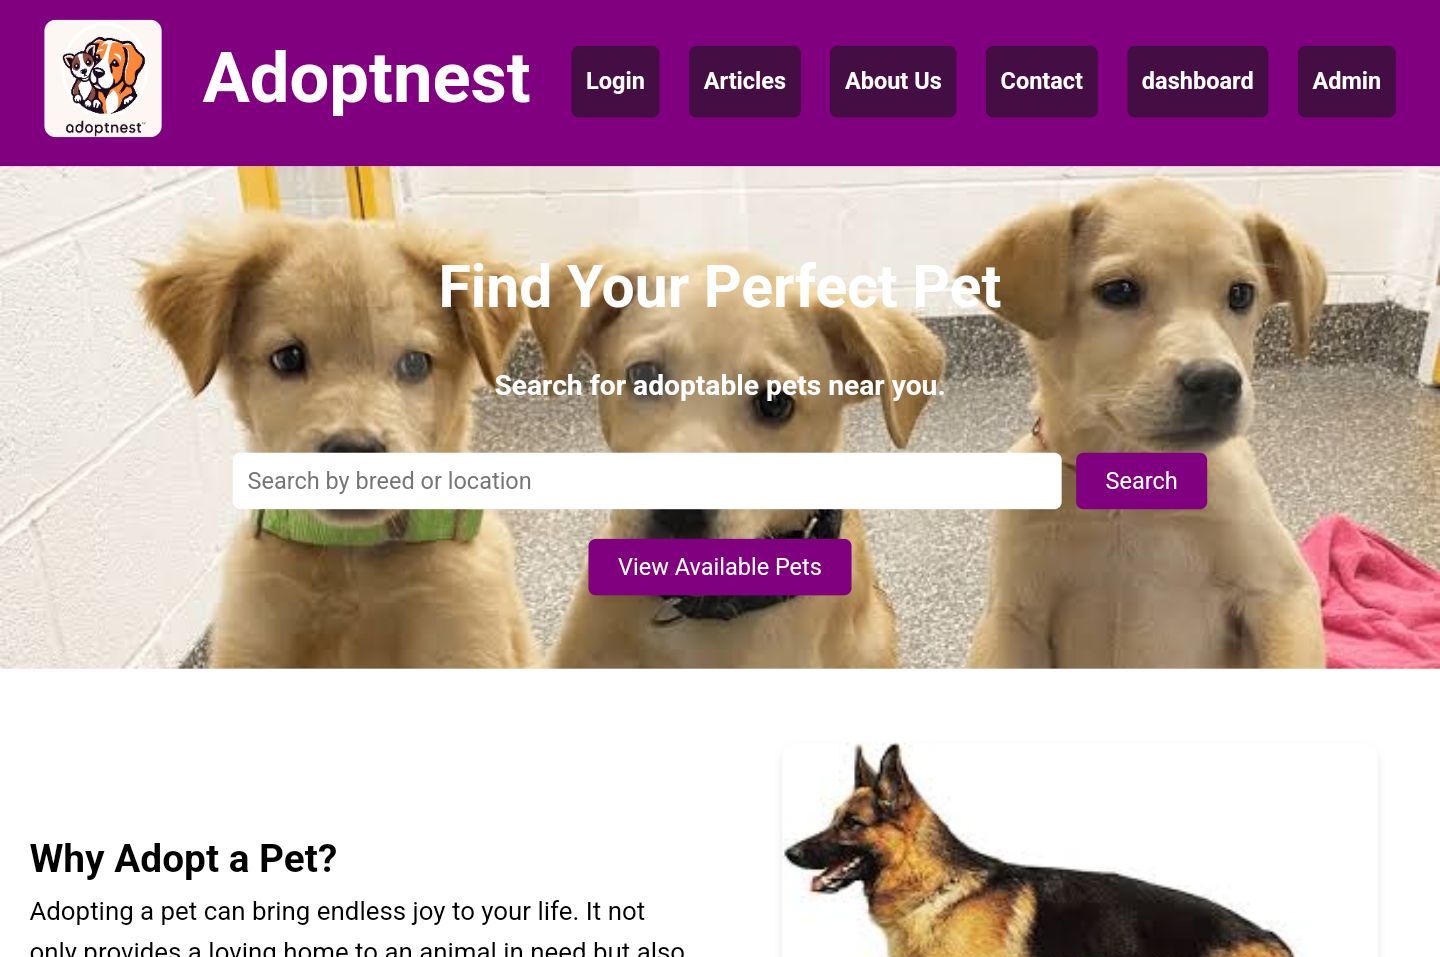 adoptnest
Adoptnest
Login
Articles
About Us
Contact
dashboard
Admin
Find Your Perfect Pet
Search for adoptable pets near you.
Search by breed or location
Search
View Available Pets
Why Adopt a Pet?
Adopting a pet can bring endless joy to your life. It not
only provides a loving home to an animal in need but also